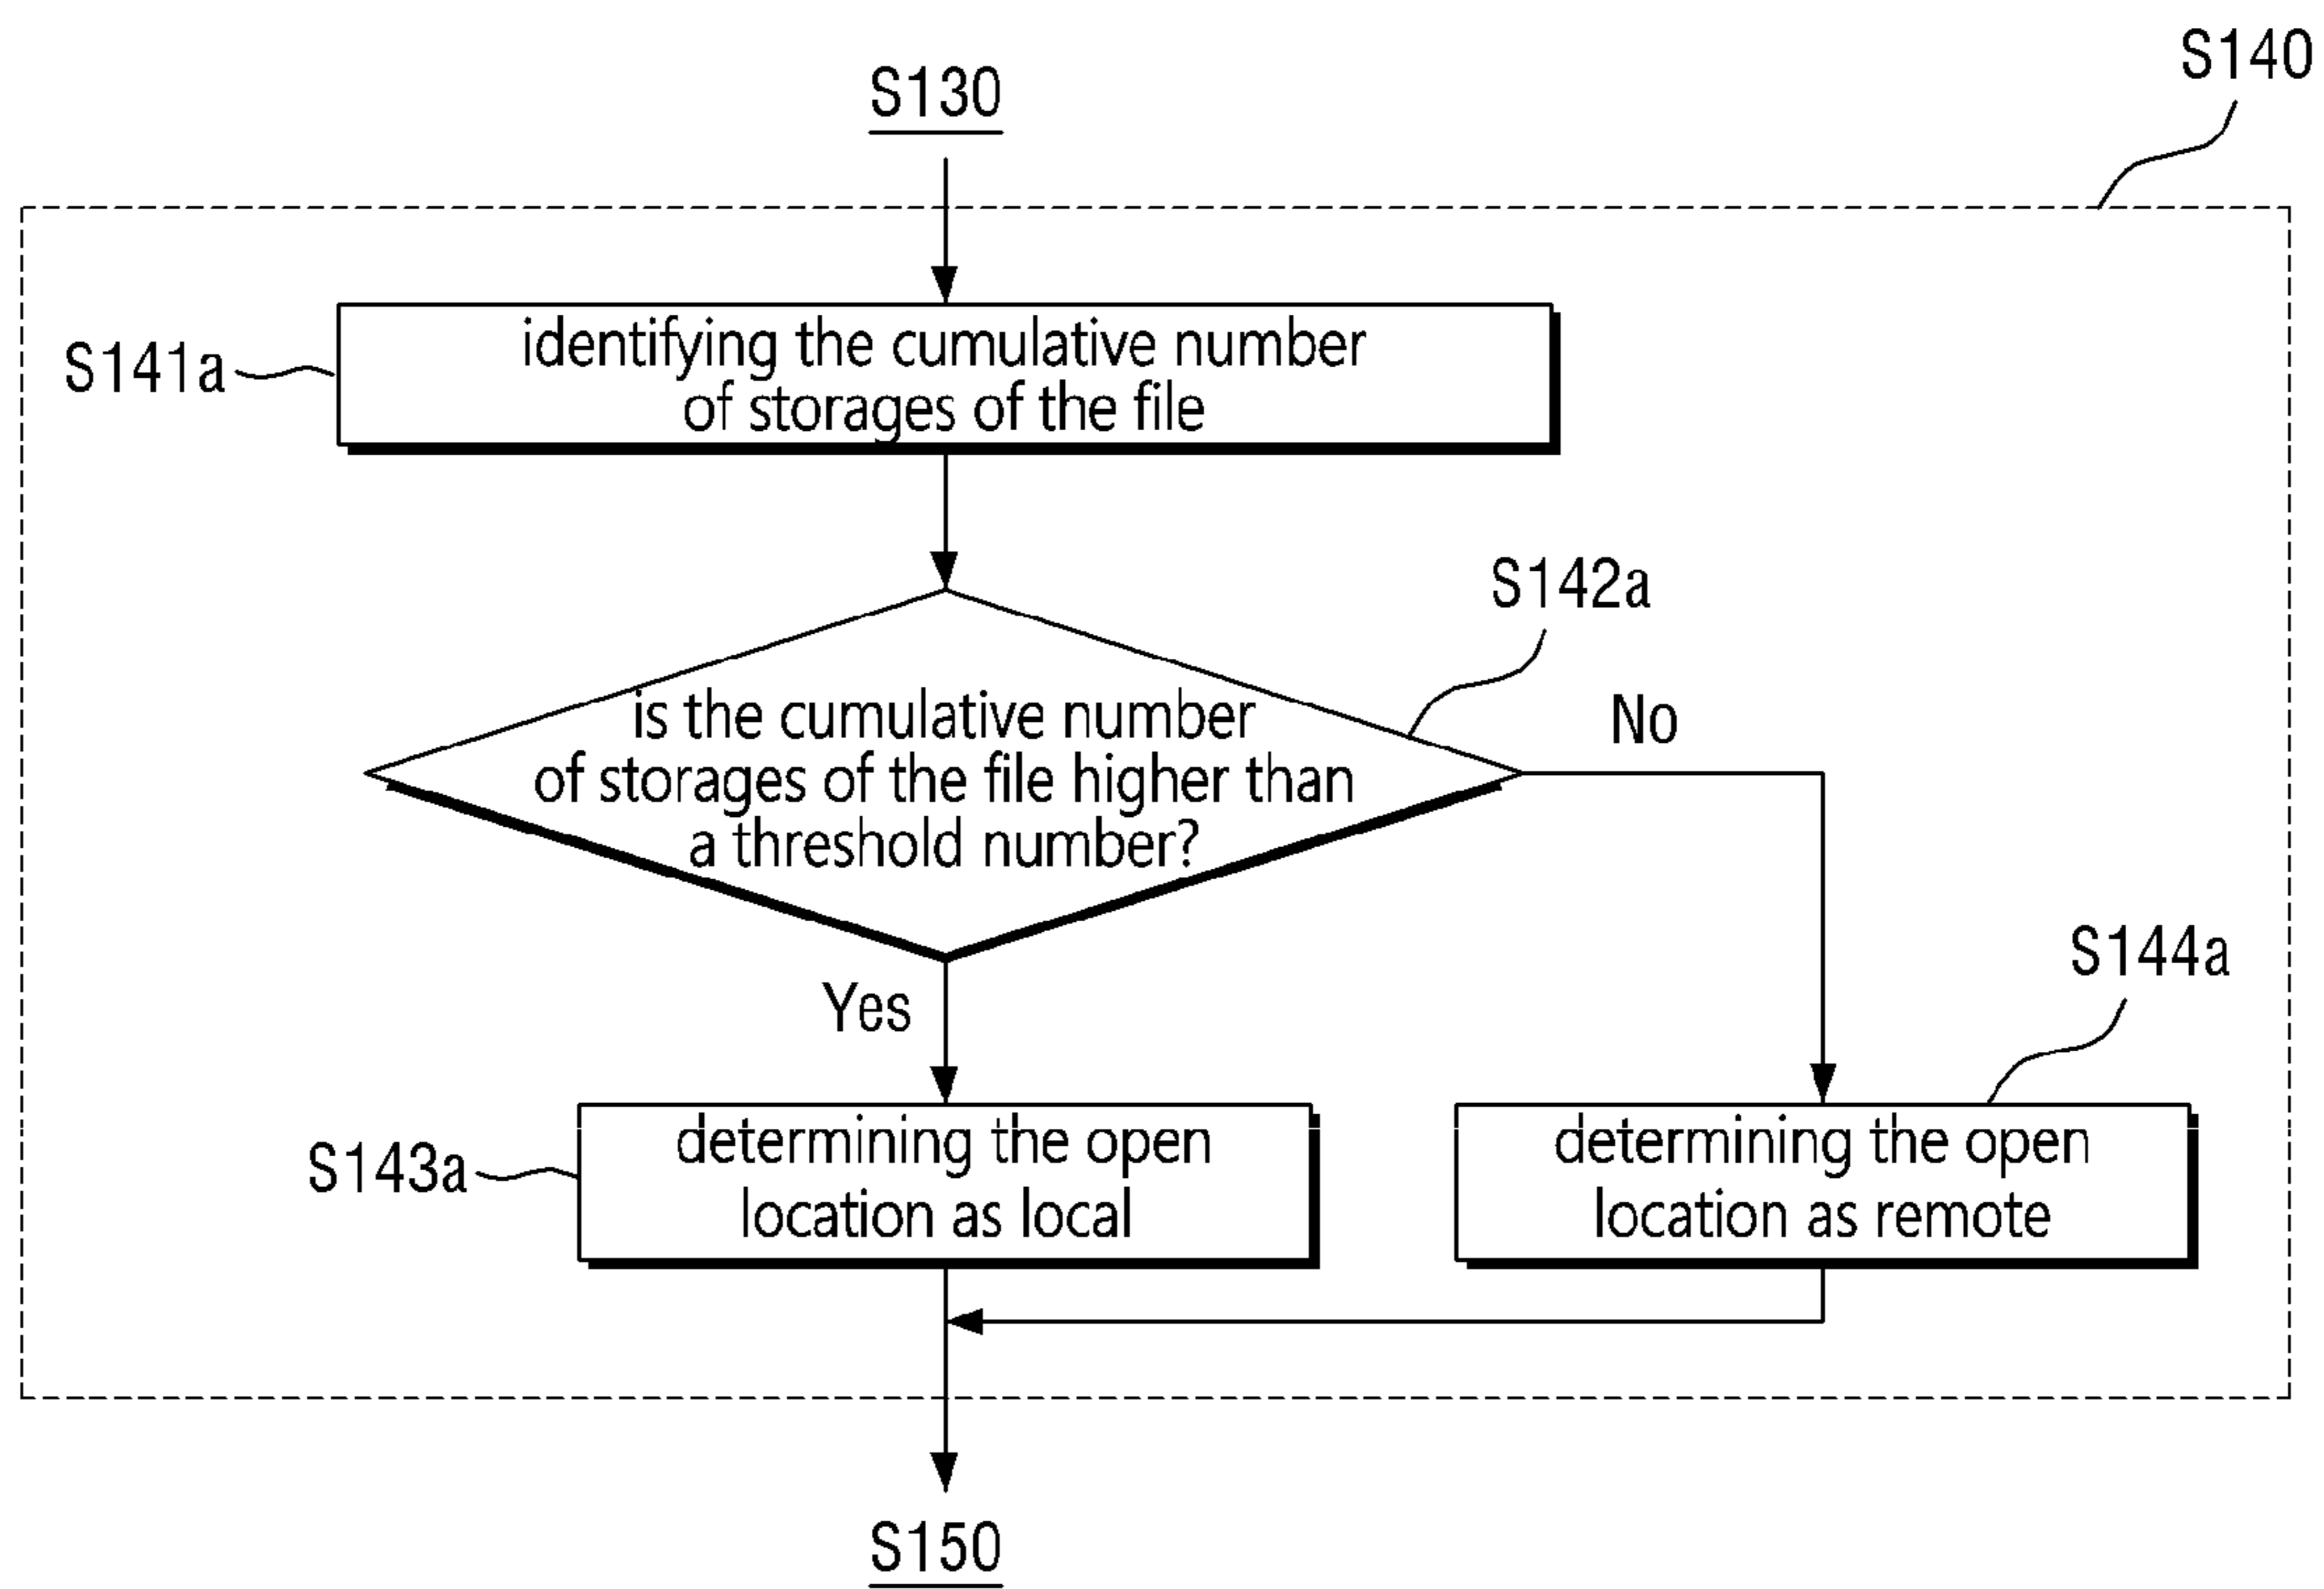 S140
S130
S141a
identifying the cumulative number
of storages of the file
S142a
is the cumulative number
of storages of the file higher than
a threshold number?
No
Yes
S144a
S143a
determining the open
location as local
determining the open
location as remote
S150